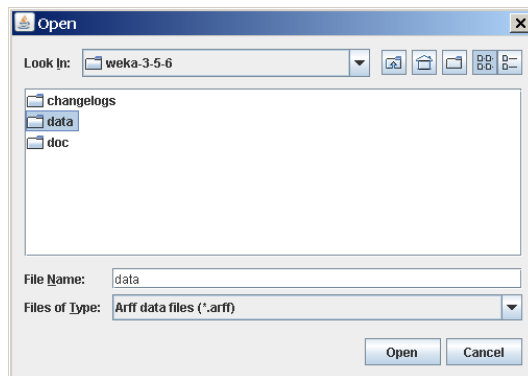 Open
Look In: weka-3-5-6
changelogs
data
doc
File Name: data
Files of Type: Arff data files (*.arff)
Open Cancel